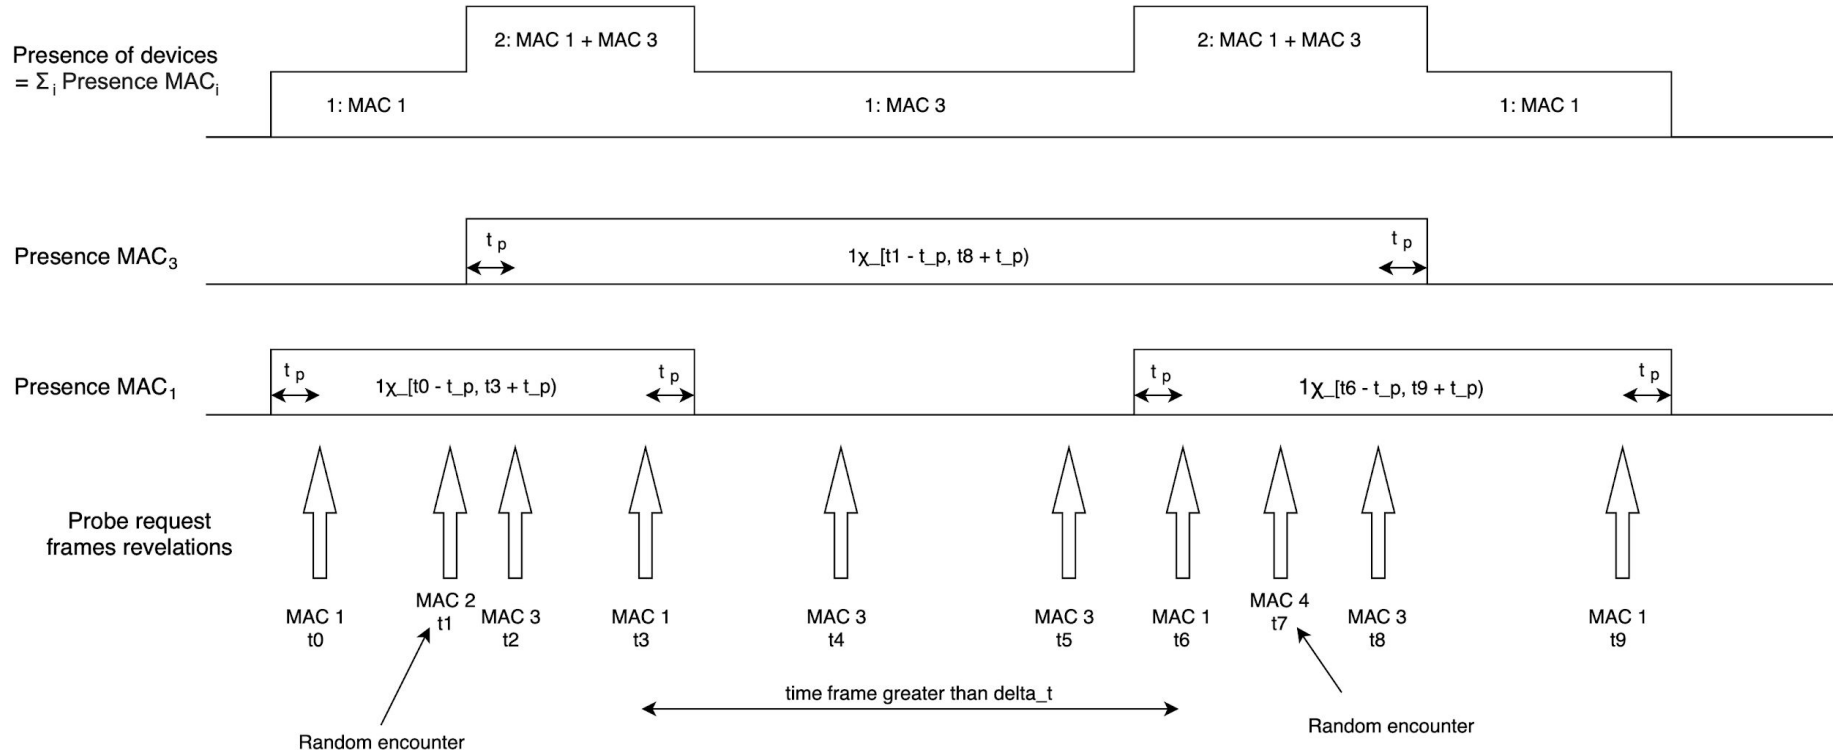 2: MAC 1 + MAC 3
2: MAC 1 + MAC 3
Presence of devices
= Σ i Presence MACi
1: MAC 1
1: MAC 3
1: MAC 1
Presence MAC3
t p
1χ_[t1 - t_p, t8 + t_p)
t p
Presence MAC1
t p
1χ_[t0 - t_p, t3 + t_p)
t p
t p
1χ_[t6 - t_p, t9 + t_p)
t p
Probe request
frames revelations
MAC 1
t0
MAC 2
t1
MAC 3
t2
MAC 1
t3
MAC 3
t4
MAC 3
t5
MAC 1
t6
MAC 4
t7
MAC 3
t8
MAC 1
t9
time frame greater than delta_t
Random encounter
Random encounter